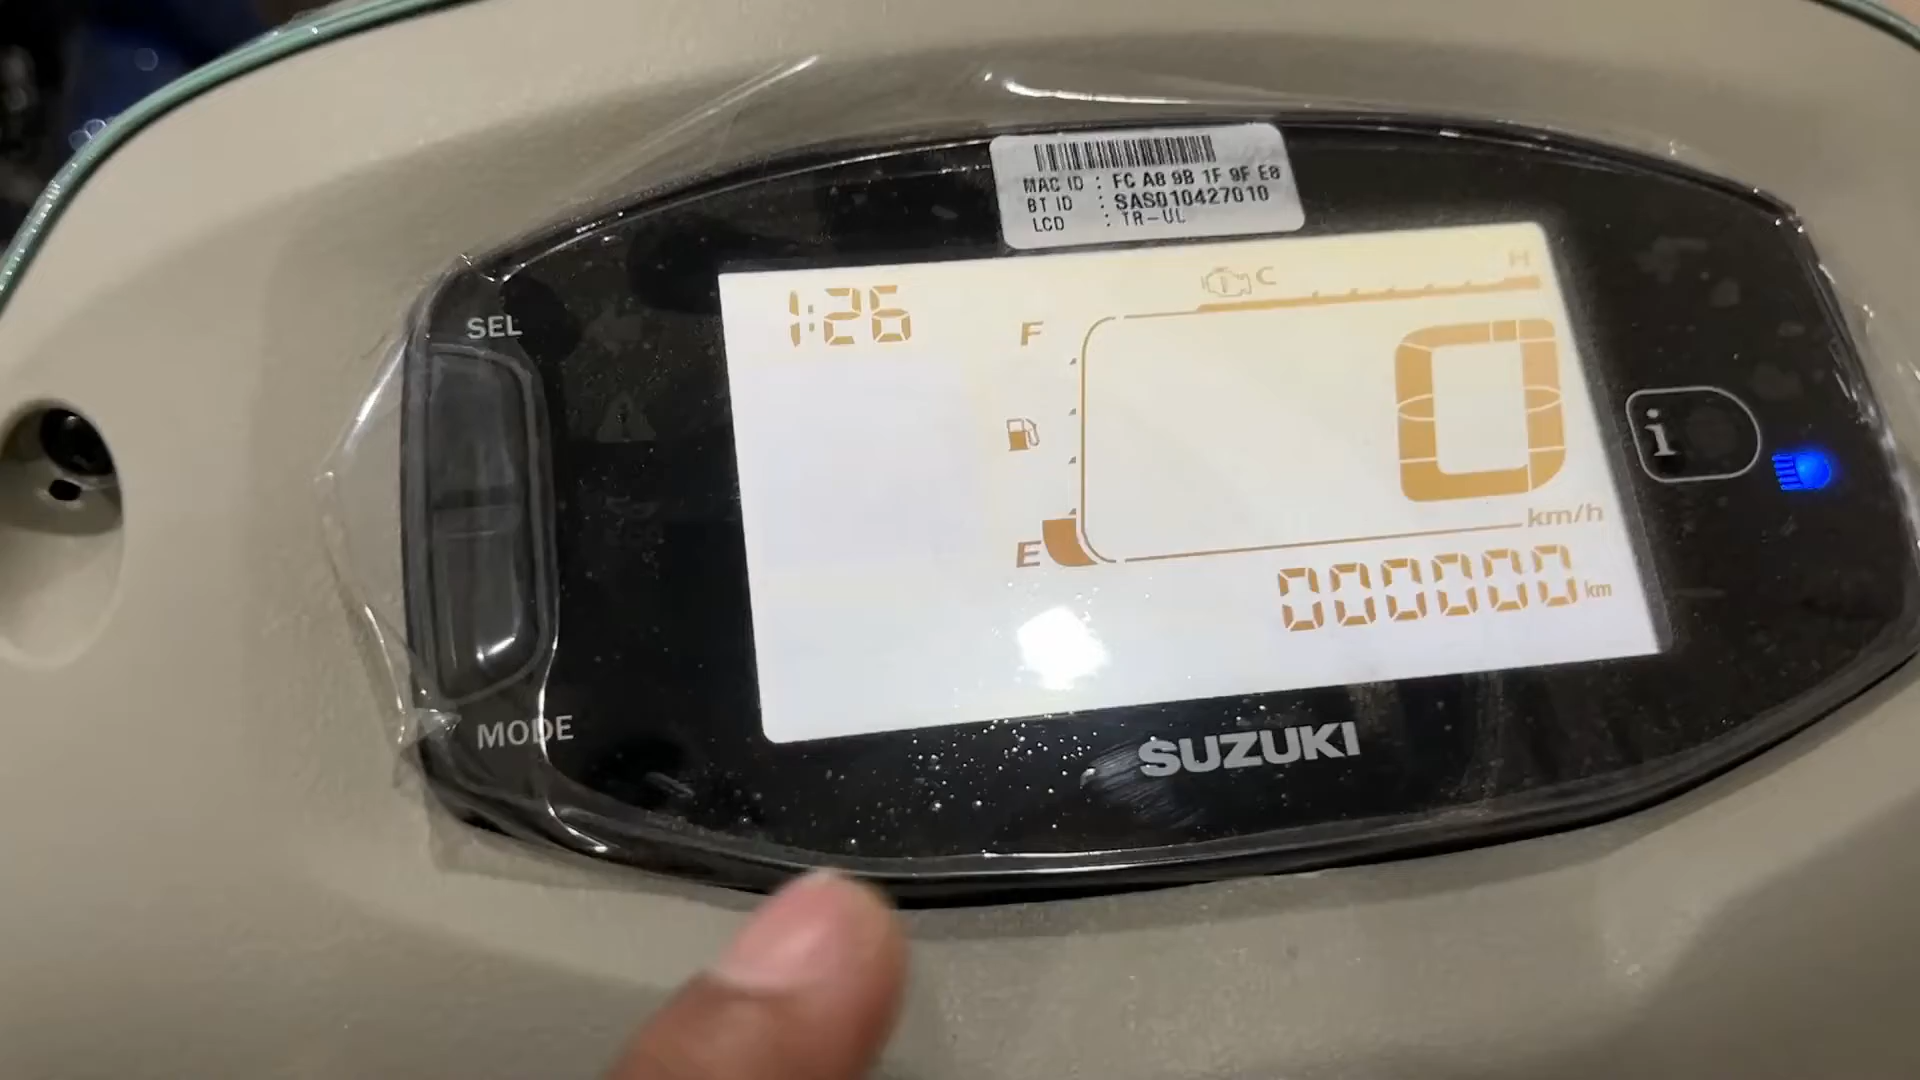 MAC ID : FC A8 9B 1F 9F E8
BT ID : SAS010427010
LCD : TR-UL
SEL
1:26
C
H
F
0
i
km/h
E
000000 km
MODE
SUZUKI